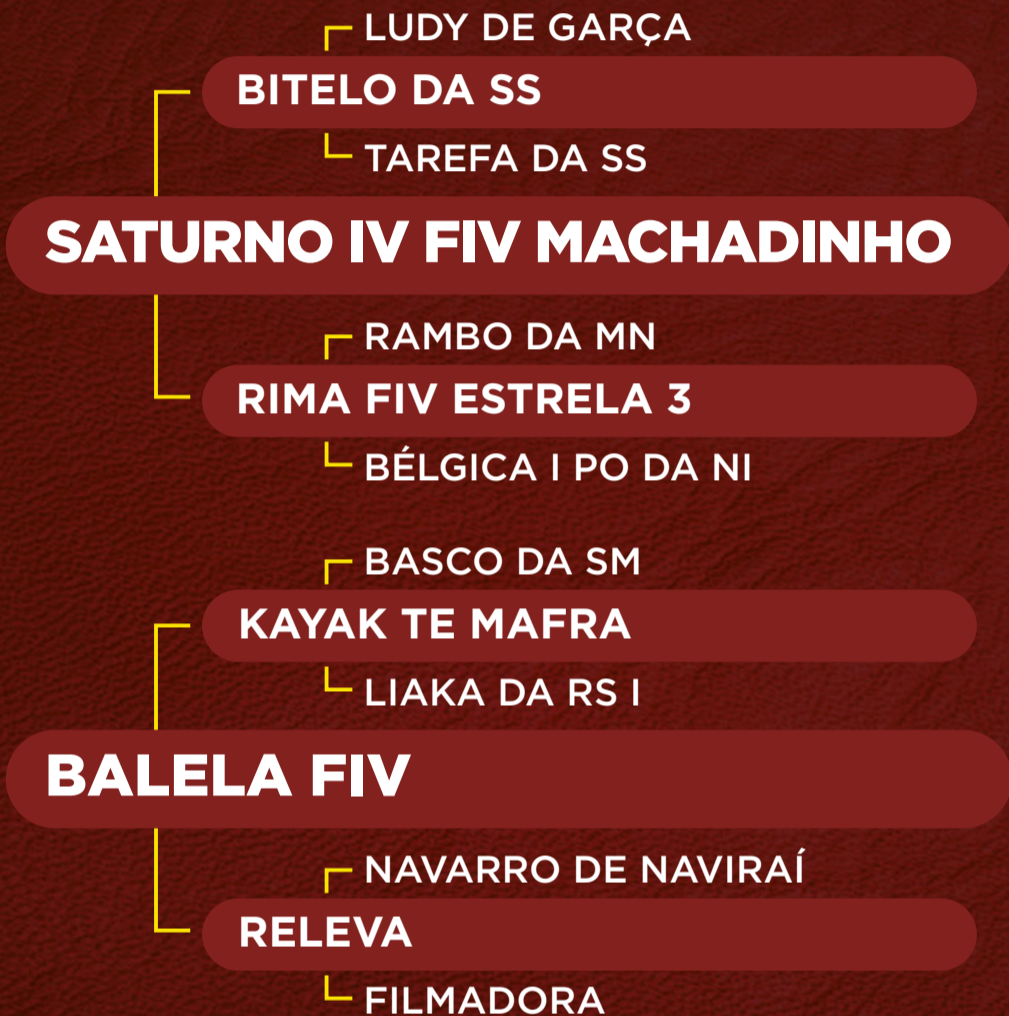 LUDY DE GARÇA
BITELO DA SS
TAREFA DA SS
SATURNO IV FIV MACHADINHO
RAMBO DA MN
RIMA FIV ESTRELA 3
BÉLGICA I PO DA NI
BASCO DA SM
KAYAK TE MAFRA
LIAKA DA RS I
BALELA FIV
NAVARRO DE NAVIRAÍ
RELEVA
FILMADORA